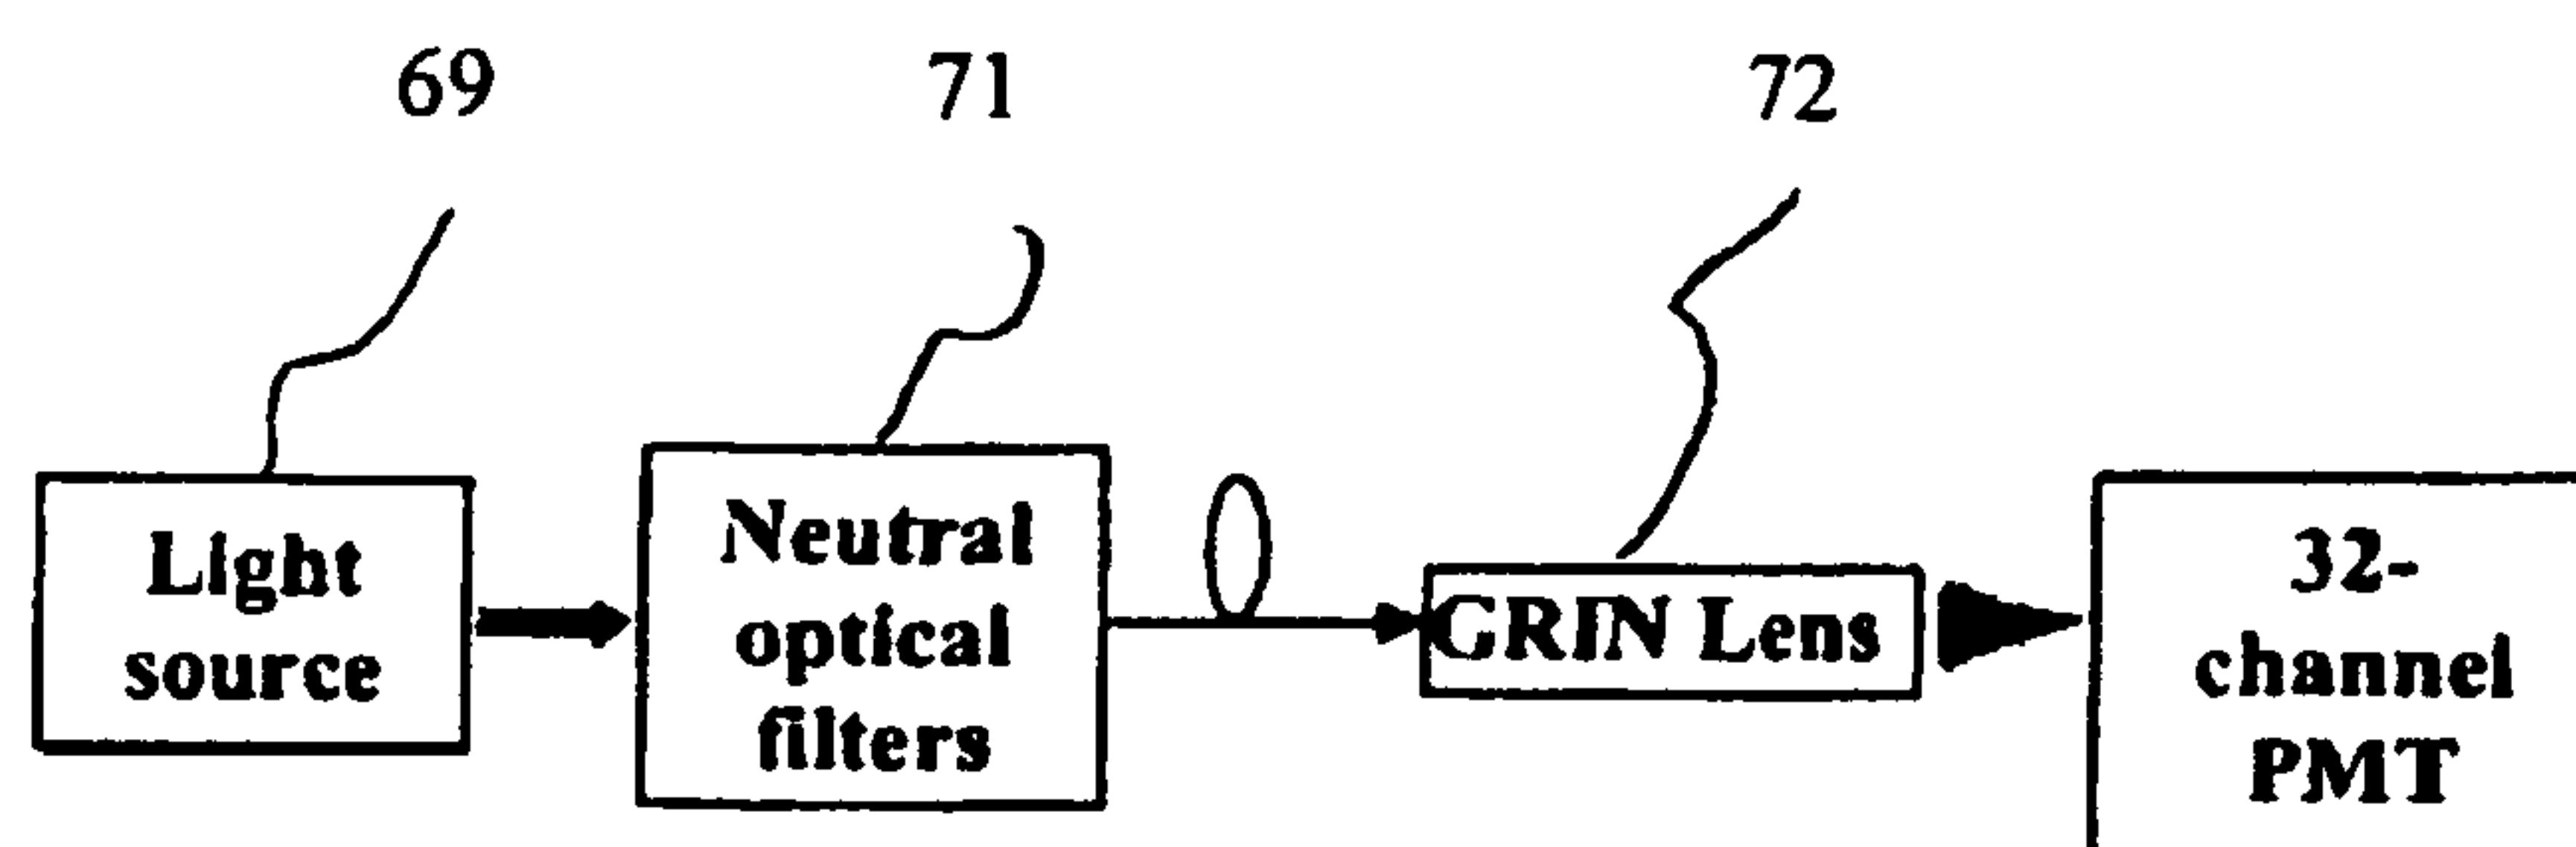 69
71
72
Light
source
Neutral
optical
filters
GRIN Lens
32-
channel
PMT